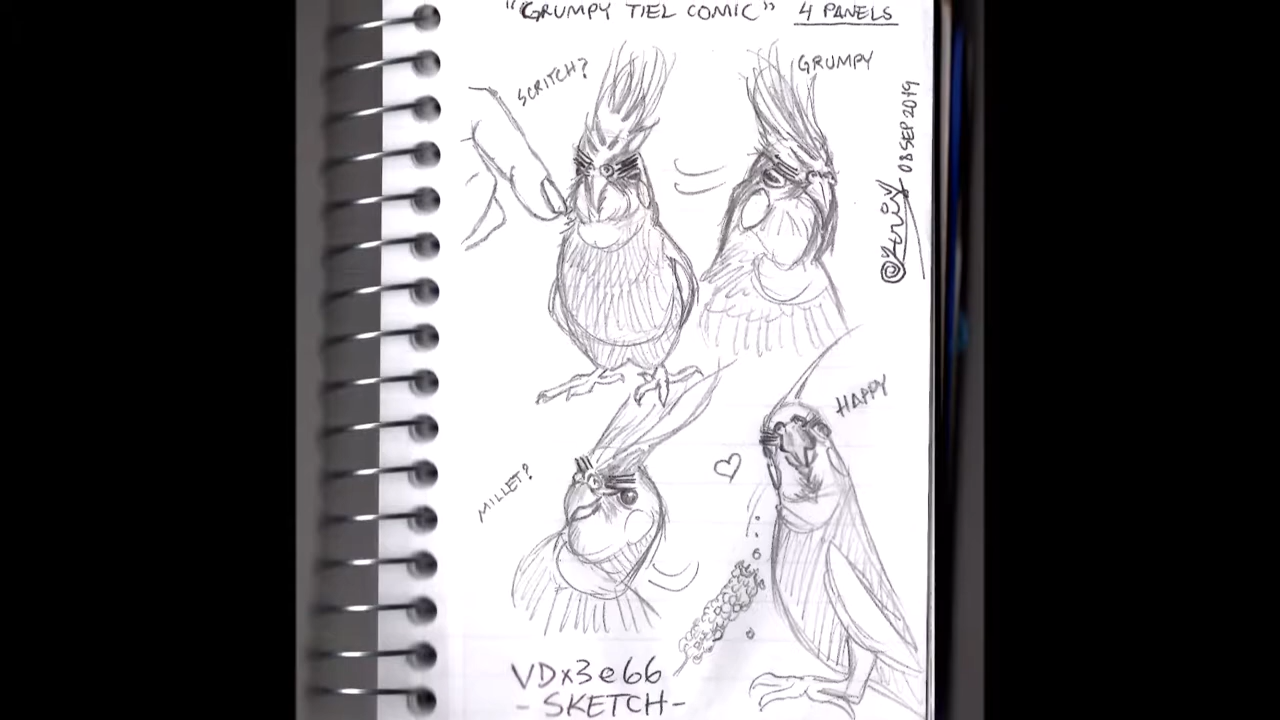 "GRUMPY TIEL COMIC" 4 PANELS
SCRITCH?
GRUMPY
08 SEP 2019
MILLET?
HAPPY
VDx3e66
- SKETCH -